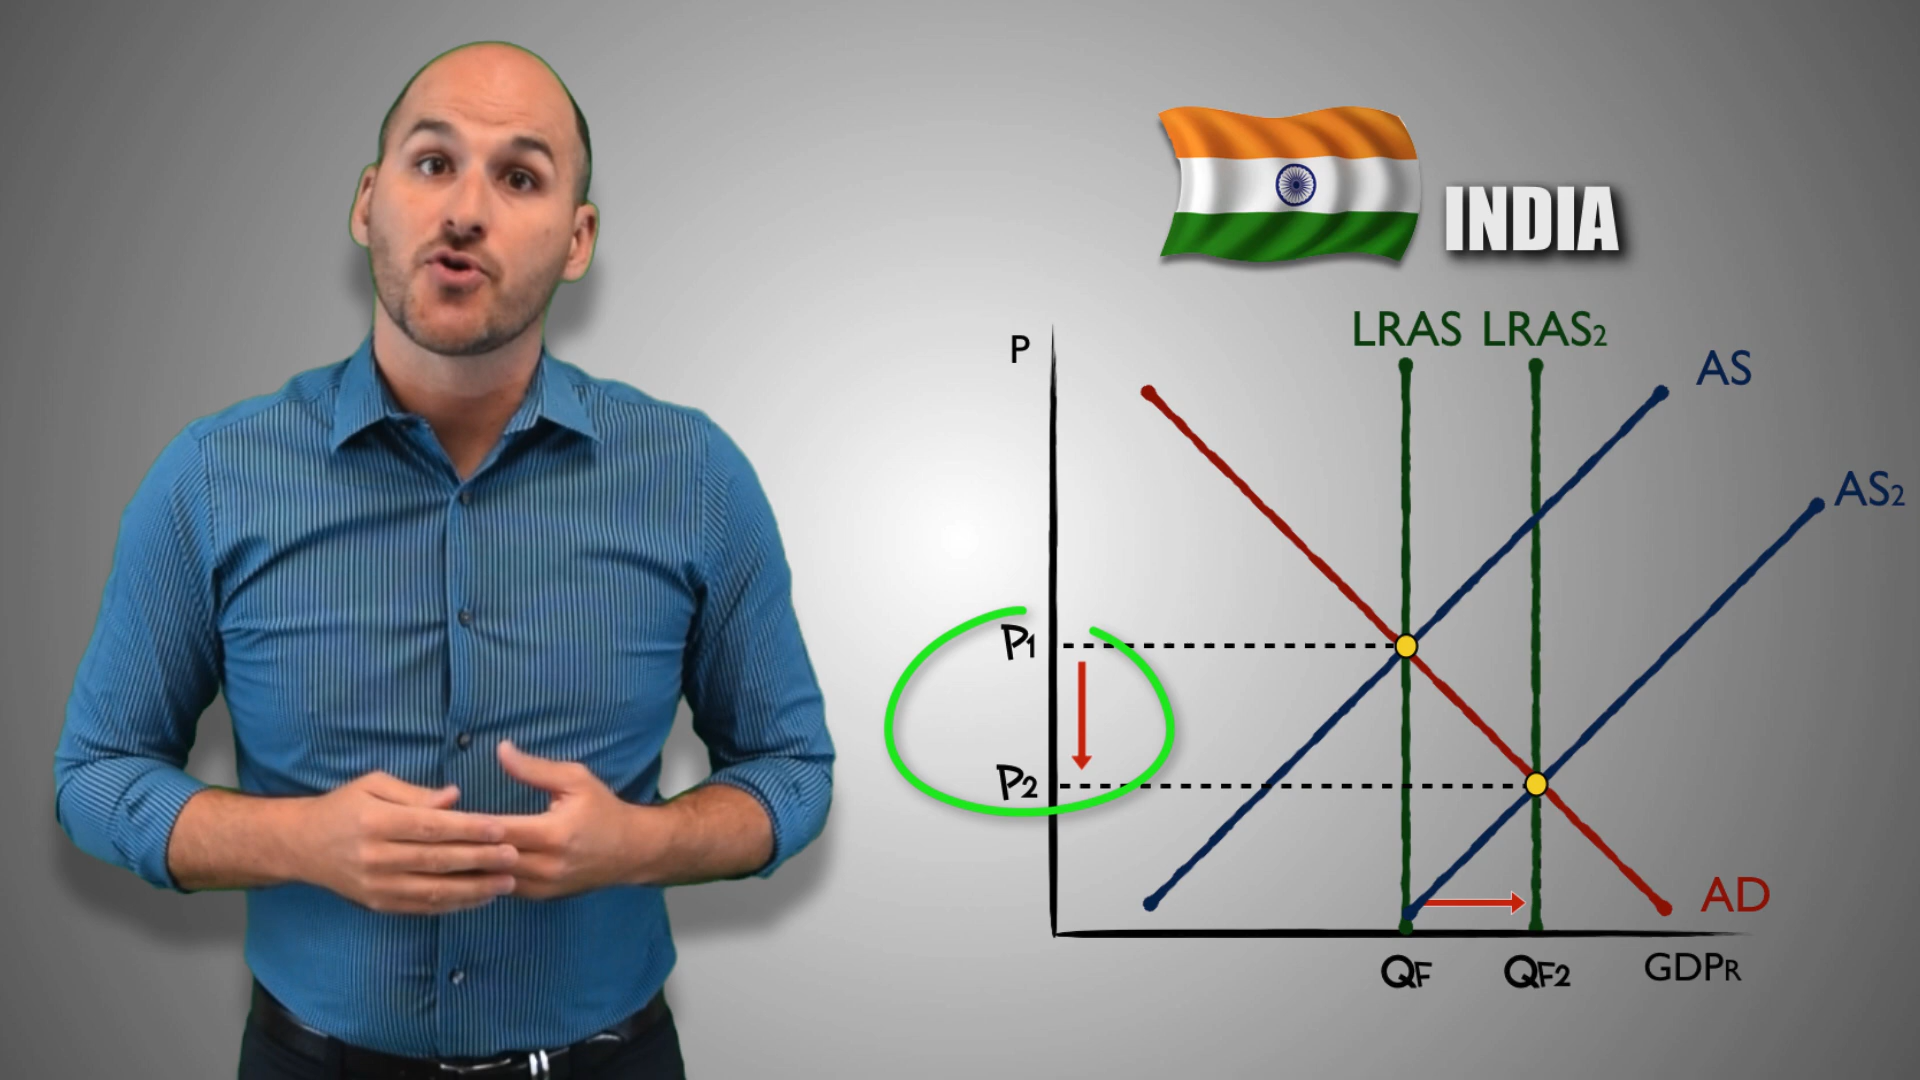 INDIA
LRAS LRAS2
P
AS
AS2
P1
P2
AD
QF QF2 GDPR